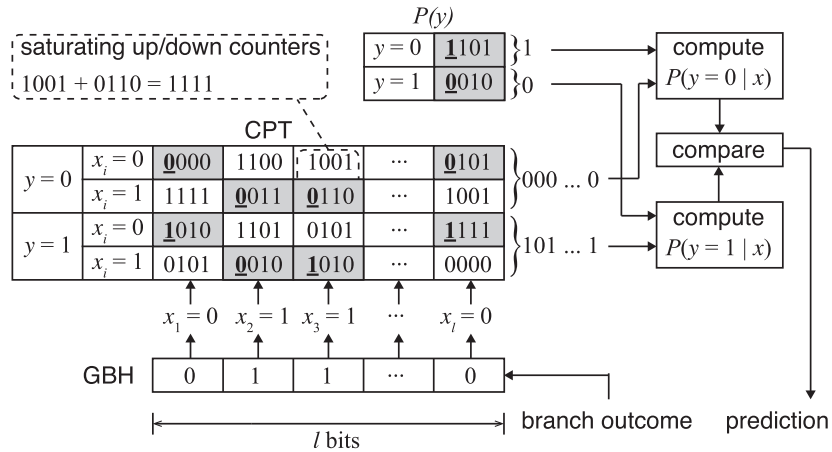 P(y)
saturating up/down counters
1001 + 0110 = 1111
y = 0 1101 }1
y = 1 0010 }0
compute
P(y = 0 | x)
CPT
compare
y = 0 x_i = 0 0000 1100 1001 ... 0101
x_i = 1 1111 0011 0110 ... 1001
000 ... 0
y = 1 x_i = 0 1010 1101 0101 ... 1111
x_i = 1 0101 0010 1010 ... 0000
101 ... 1
compute
P(y = 1 | x)
x_1 = 0 x_2 = 1 x_3 = 1 ... x_l = 0
GBH 0 1 1 ... 0
branch outcome prediction
l bits